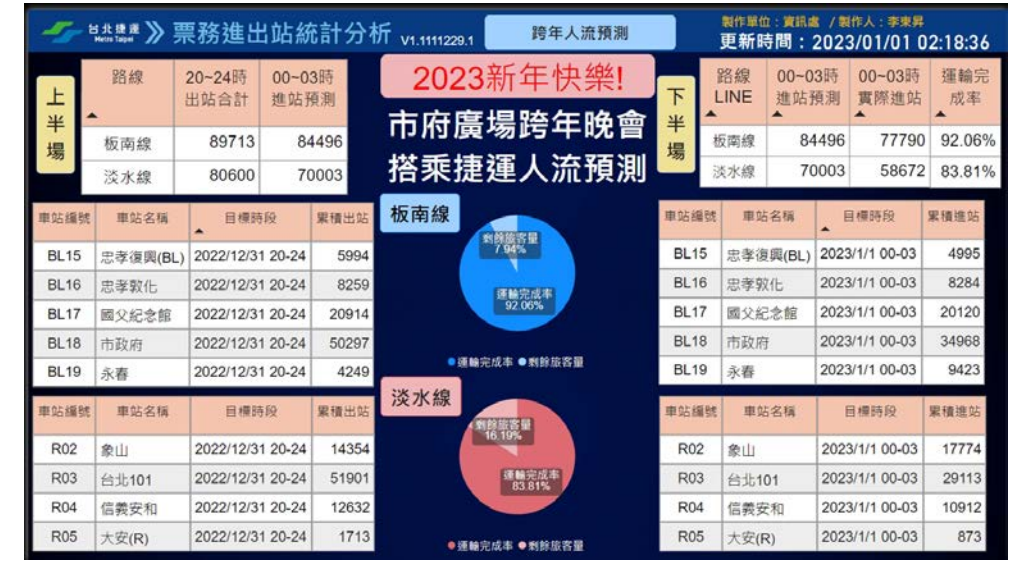 台北捷運
Metro Taipei
票務進出站統計分析 V1.1111229.1
跨年人流預測
製作單位：資訊處 / 製作人：李東昇
更新時間：2023/01/01 02:18:36
上半場
路線 20~24時出站合計 00~03時進站預測
板南線 89713 84496
淡水線 80600 70003
2023新年快樂!
市府廣場跨年晚會
搭乘捷運人流預測
下半場
路線LINE 00~03時進站預測 00~03時實際進站 運輸完成率
板南線 84496 77790 92.06%
淡水線 70003 58672 83.81%
車站編號 車站名稱 目標時段 累積出站
BL15 忠孝復興(BL) 2022/12/31 20-24 5994
BL16 忠孝敦化 2022/12/31 20-24 8259
BL17 國父紀念館 2022/12/31 20-24 20914
BL18 市政府 2022/12/31 20-24 50297
BL19 永春 2022/12/31 20-24 4249
板南線
剩餘旅客量
7.94%
運輸完成率
92.06%
運輸完成率 剩餘旅客量
車站編號 車站名稱 目標時段 累積進站
BL15 忠孝復興(BL) 2023/1/1 00-03 4995
BL16 忠孝敦化 2023/1/1 00-03 8284
BL17 國父紀念館 2023/1/1 00-03 20120
BL18 市政府 2023/1/1 00-03 34968
BL19 永春 2023/1/1 00-03 9423
車站編號 車站名稱 目標時段 累積出站
R02 象山 2022/12/31 20-24 14354
R03 台北101 2022/12/31 20-24 51901
R04 信義安和 2022/12/31 20-24 12632
R05 大安(R) 2022/12/31 20-24 1713
淡水線
剩餘旅客量
16.19%
運輸完成率
83.81%
運輸完成率 剩餘旅客量
車站編號 車站名稱 目標時段 累積進站
R02 象山 2023/1/1 00-03 17774
R03 台北101 2023/1/1 00-03 29113
R04 信義安和 2023/1/1 00-03 10912
R05 大安(R) 2023/1/1 00-03 873